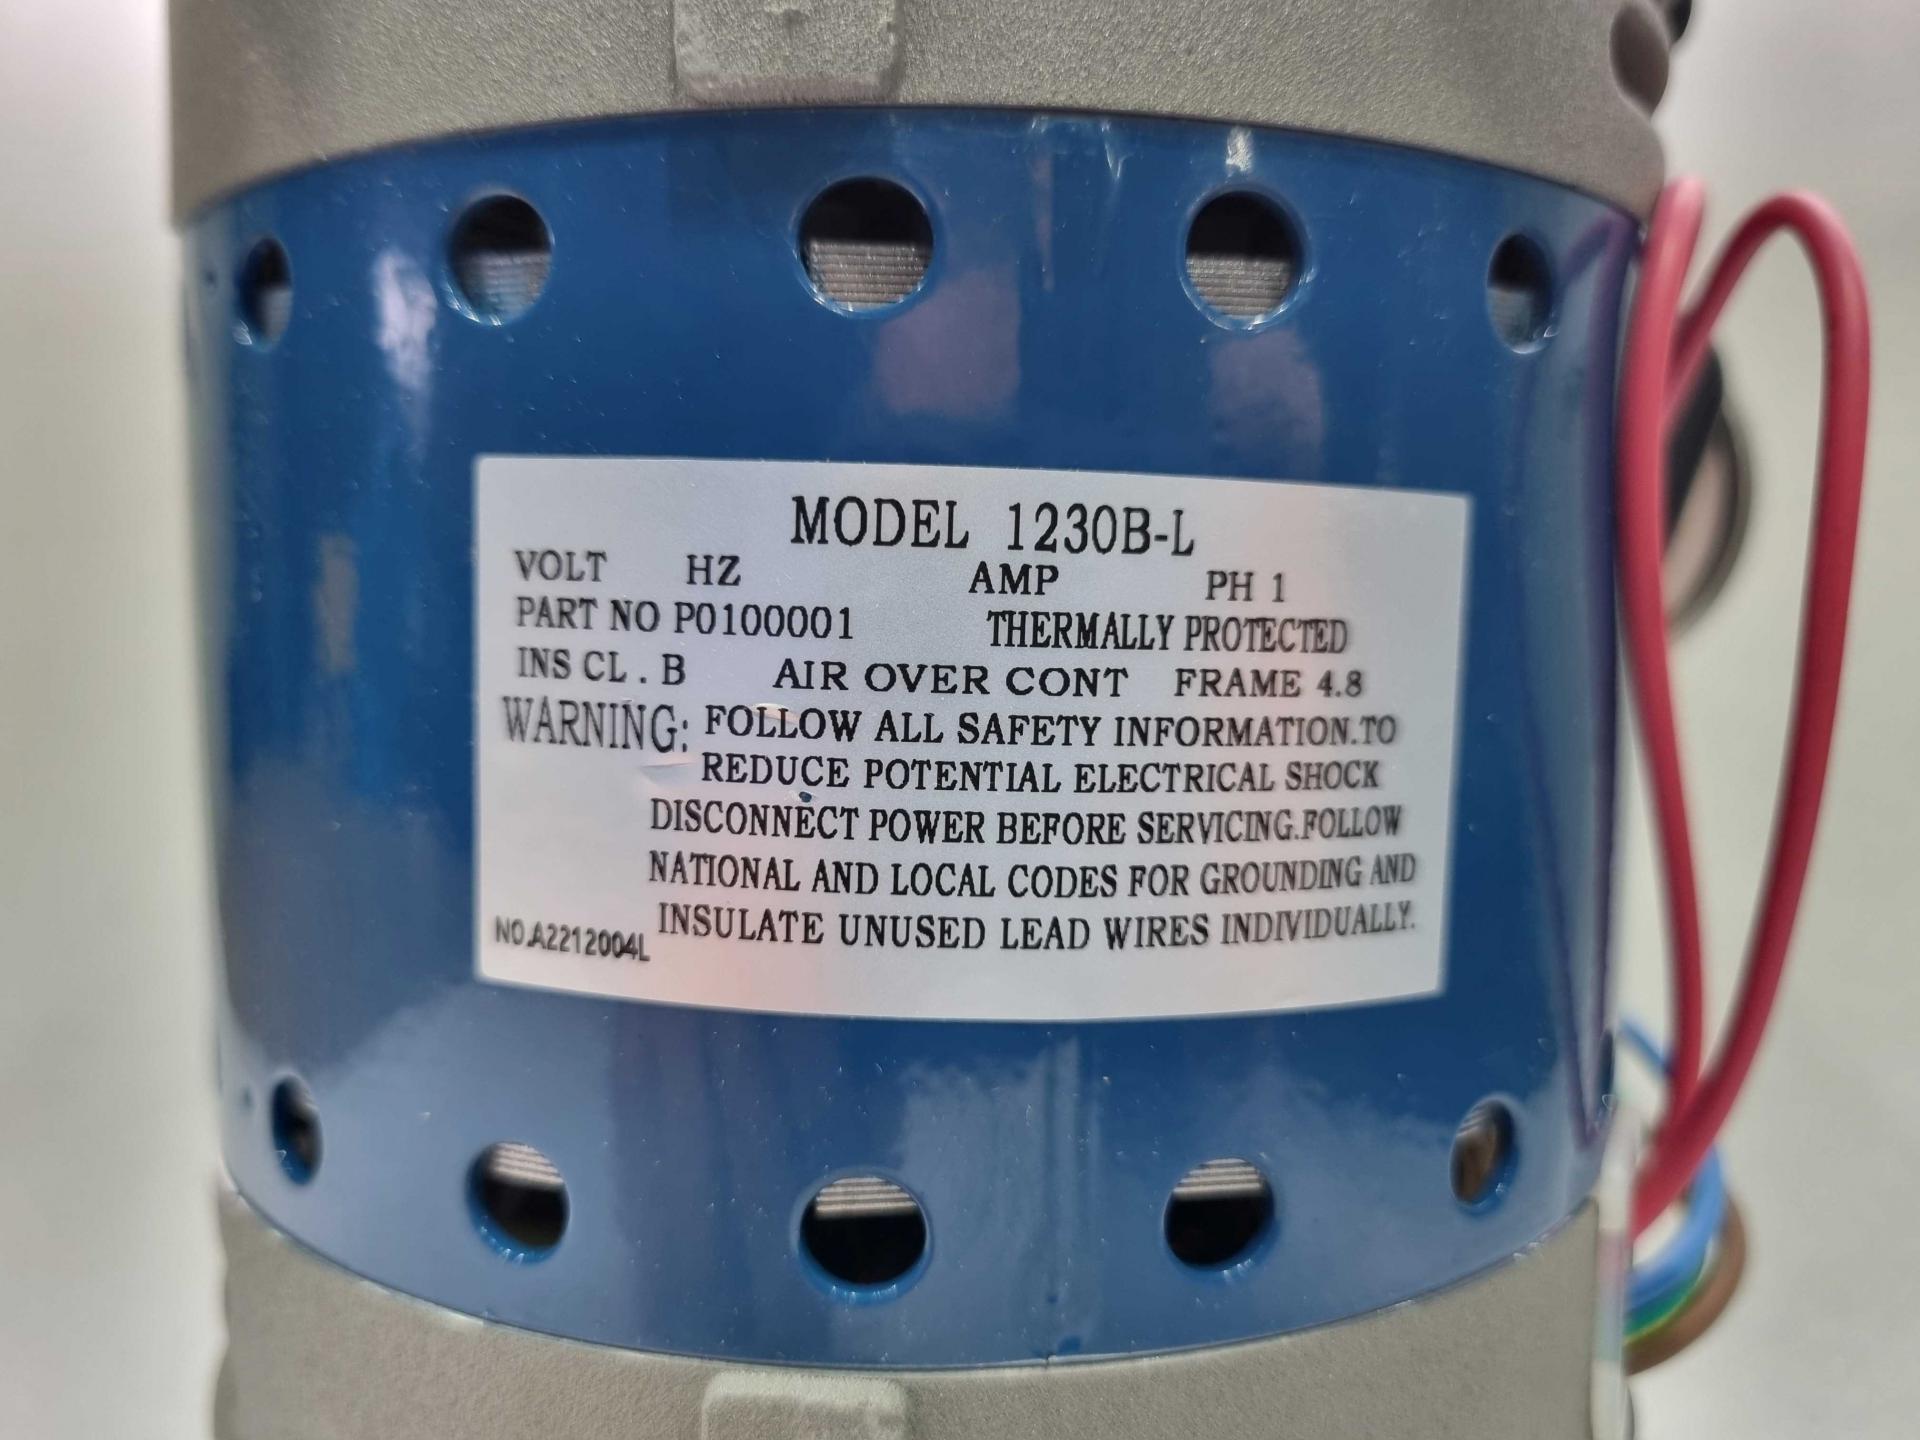 MODEL 1230B-L
VOLT HZ AMP PH 1
PART NO P0100001 THERMALLY PROTECTED
INS CL . B AIR OVER CONT FRAME 4.8
WARNING: FOLLOW ALL SAFETY INFORMATION.TO
REDUCE POTENTIAL ELECTRICAL SHOCK
DISCONNECT POWER BEFORE SERVICING.FOLLOW
NATIONAL AND LOCAL CODES FOR GROUNDING AND
INSULATE UNUSED LEAD WIRES INDIVIDUALLY.
NO.A2212004L